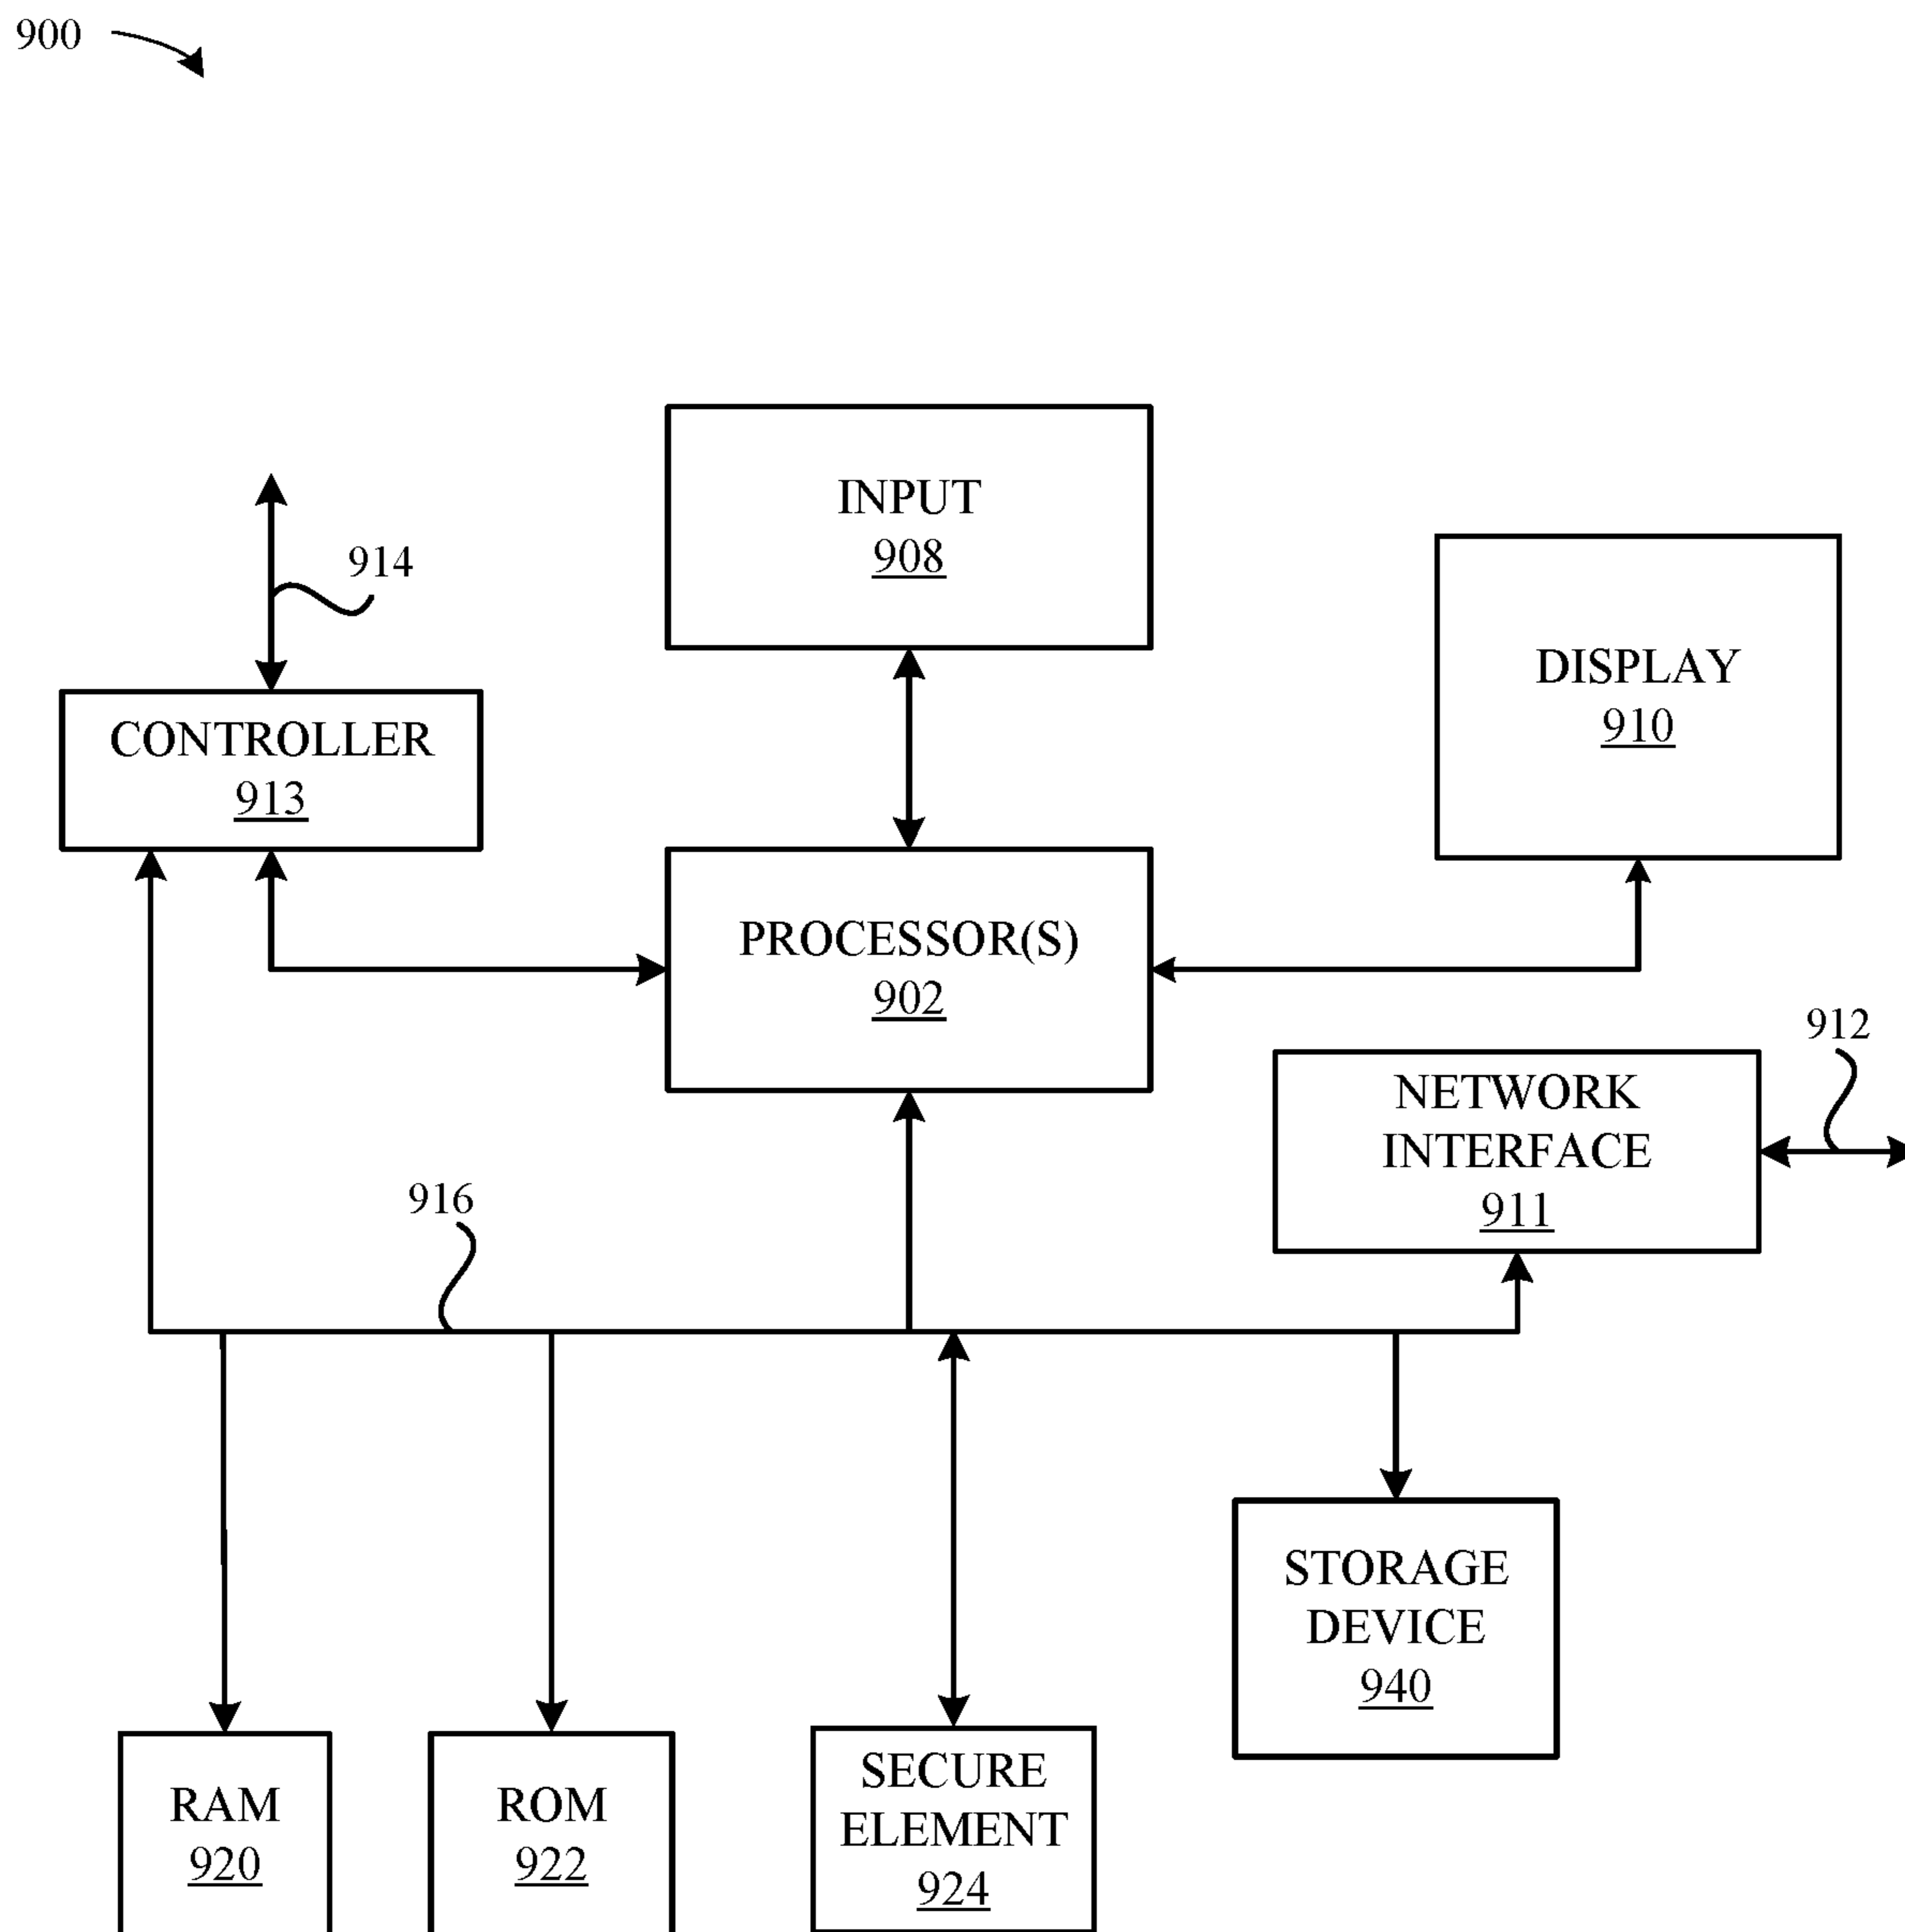 900
INPUT
908
914
DISPLAY
910
CONTROLLER
913
PROCESSOR(S)
902
912
NETWORK
INTERFACE
911
916
STORAGE
DEVICE
940
RAM
920
ROM
922
SECURE
ELEMENT
924